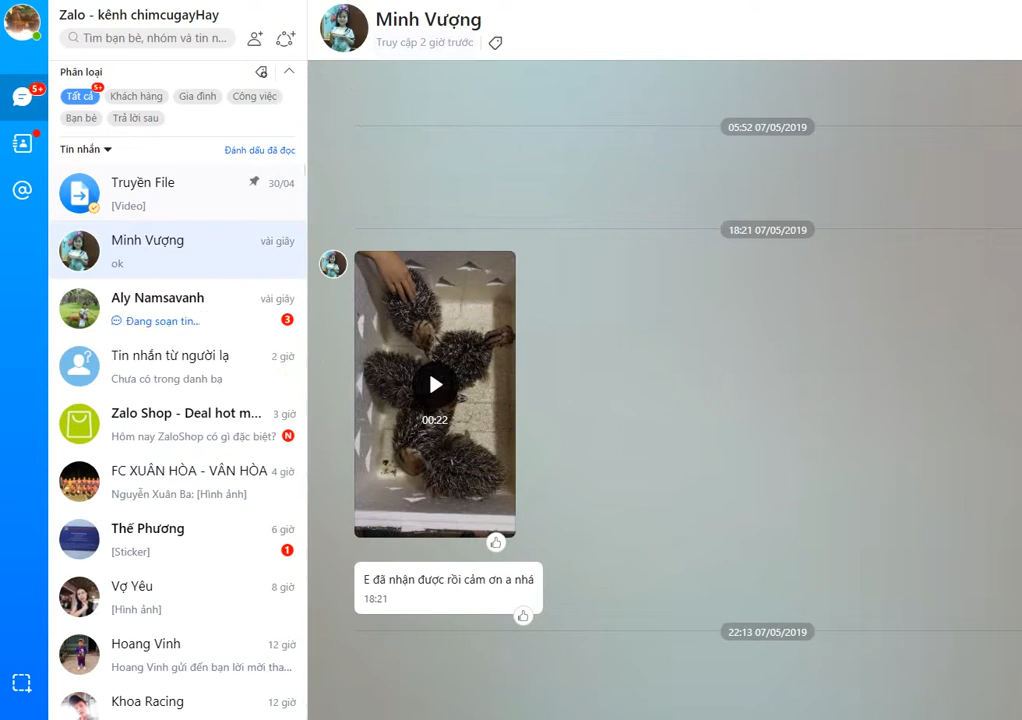 Zalo - kênh chimcugayHay
Tìm bạn bè, nhóm và tin n...
Phân loại
5+
Tất cả
5+
Khách hàng
Gia đình
Công việc
Bạn bè
Trả lời sau
Tin nhắn
Đánh dấu đã đọc
Truyền File
30/04
[Video]
Minh Vượng
vài giây
ok
Aly Namsavanh
vài giây
Đang soạn tin...
3
Tin nhắn từ người lạ
2 giờ
Chưa có trong danh bạ
Zalo Shop - Deal hot m...
3 giờ
Hôm nay ZaloShop có gì đặc biệt?
N
FC XUÂN HÒA - VÂN HÒA
4 giờ
Nguyễn Xuân Ba: [Hình ảnh]
Thế Phương
6 giờ
[Sticker]
1
Vợ Yêu
8 giờ
[Hình ảnh]
Hoang Vinh
12 giờ
Hoang Vinh gửi đến bạn lời mời tha...
Khoa Racing
12 giờ
Minh Vượng
Truy cập 2 giờ trước
05:52 07/05/2019
18:21 07/05/2019
00:22
E đã nhận được rồi cảm ơn a nhá
18:21
22:13 07/05/2019